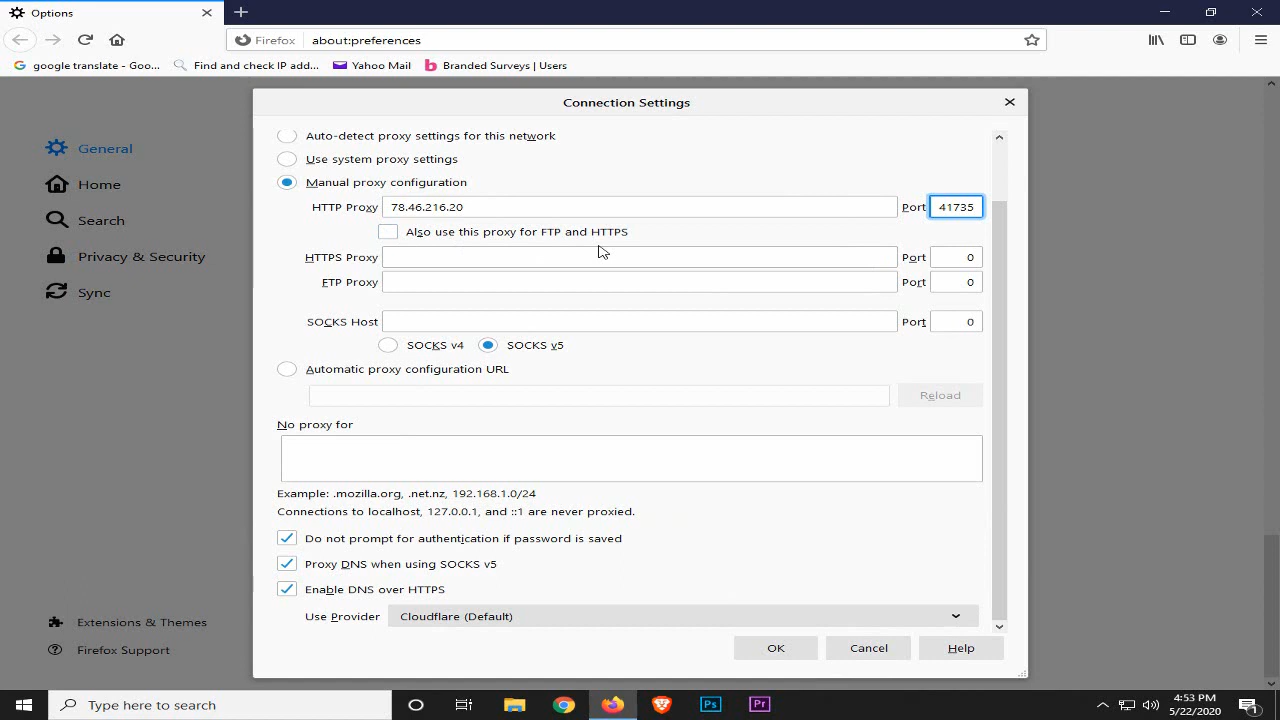 Options
Firefox about:preferences
google translate - Goo... Find and check IP add... Yahoo Mail Branded Surveys | Users
Connection Settings
General
Home
Search
Privacy & Security
Sync
Extensions & Themes
Firefox Support
Auto-detect proxy settings for this network
Use system proxy settings
Manual proxy configuration
HTTP Proxy 78.46.216.20 Port 41735
Also use this proxy for FTP and HTTPS
HTTPS Proxy Port 0
FTP Proxy Port 0
SOCKS Host Port 0
SOCKS v4 SOCKS v5
Automatic proxy configuration URL
Reload
No proxy for
Example: .mozilla.org, .net.nz, 192.168.1.0/24
Connections to localhost, 127.0.0.1, and ::1 are never proxied.
Do not prompt for authentication if password is saved
Proxy DNS when using SOCKS v5
Enable DNS over HTTPS
Use Provider Cloudflare (Default)
OK Cancel Help
Type here to search Ps Pr 4:53 PM
5/22/2020 1